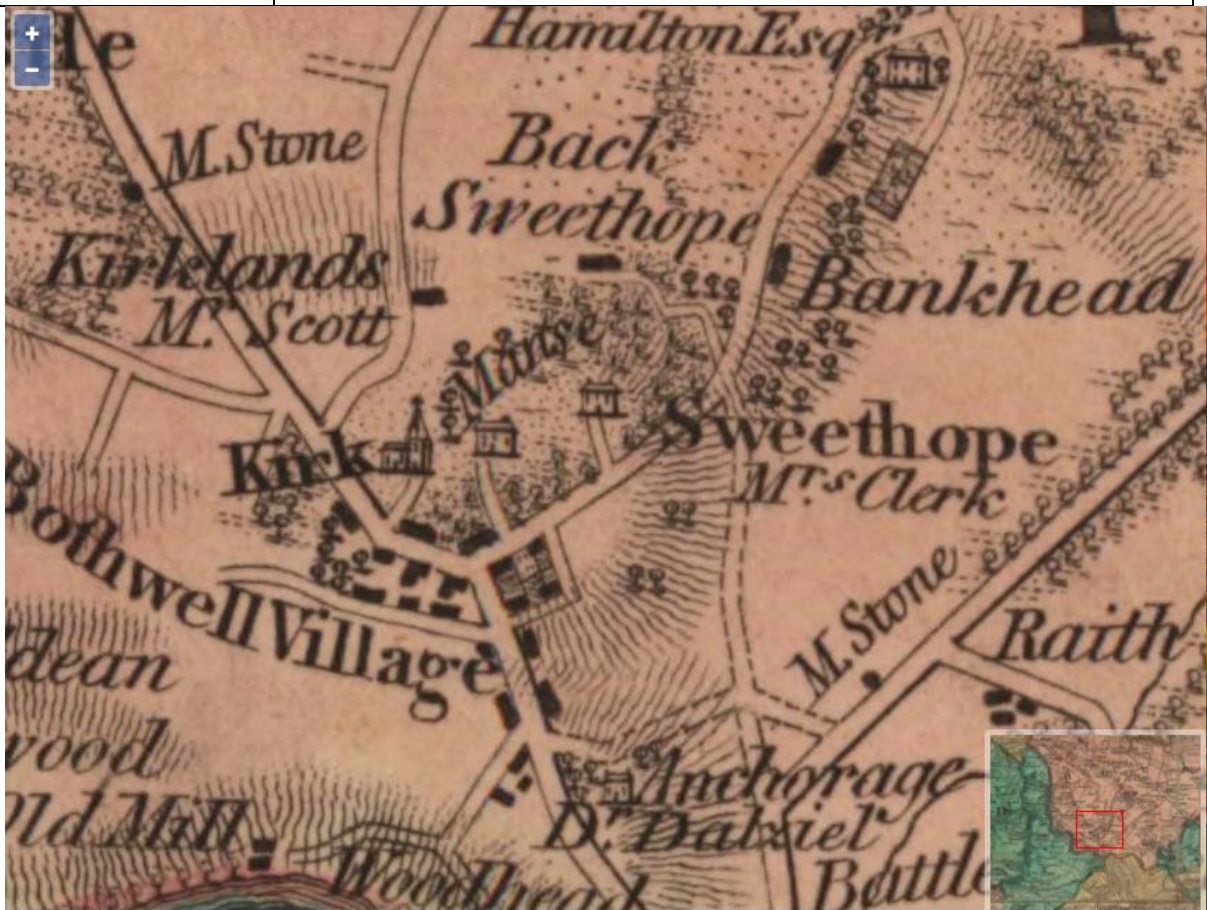 +
−
Hamilton Esqr.
M. Stone
Back
Sweethope
Kirklands
Mr. Scott
Bankhead
Manse
Kirk
Sweethope
Mrs Clerk
Bothwell Village
M. Stone
Raith
dean
wood
Old Mill
Anchorage
Dr. Dalziel
Woodhead
Battle